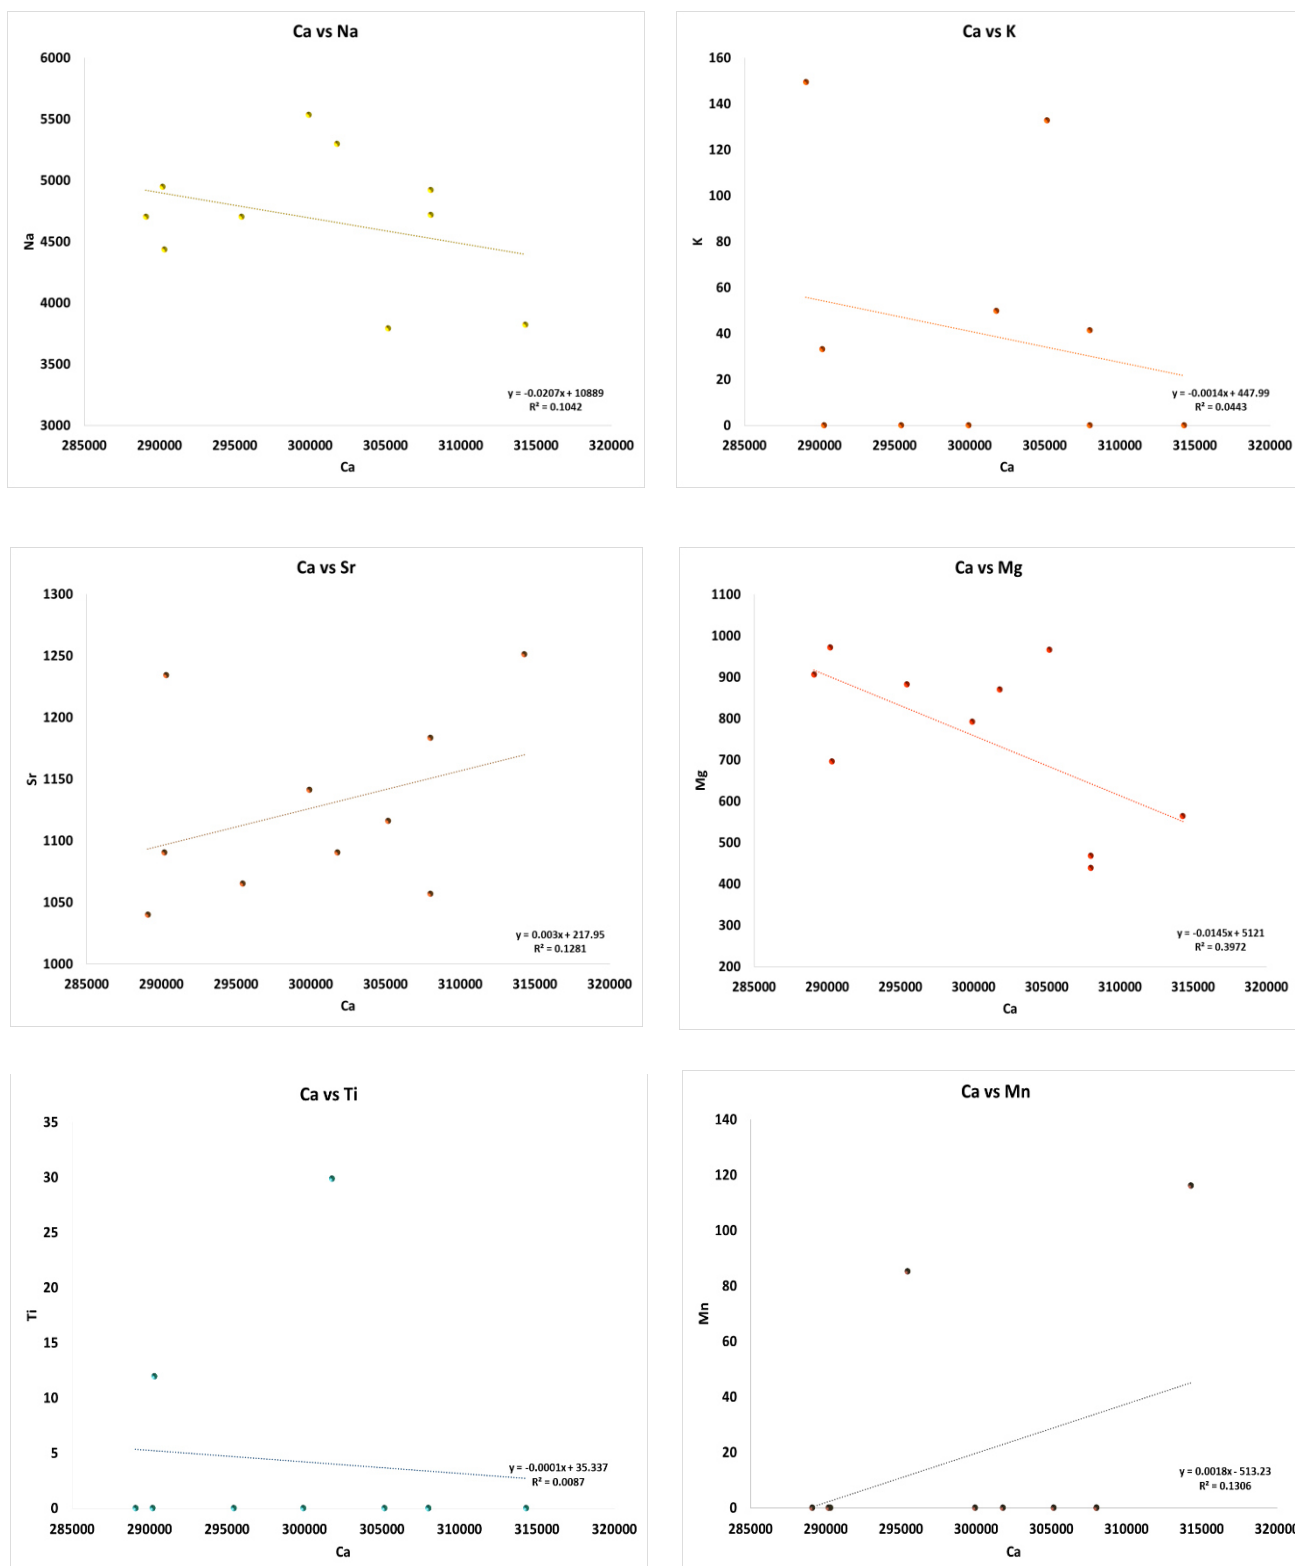 Ca vs Na
6000
5500
5000
4500
4000
3500
3000
Na
y = -0.0207x + 10889
R² = 0.1042
285000 290000 295000 300000 305000 310000 315000 320000
Ca
Ca vs K
160
140
120
100
80
60
40
20
0
K
y = -0.0014x + 447.99
R² = 0.0443
285000 290000 295000 300000 305000 310000 315000 320000
Ca
Ca vs Sr
1300
1250
1200
1150
1100
1050
1000
Sr
y = 0.003x + 217.95
R² = 0.1281
285000 290000 295000 300000 305000 310000 315000 320000
Ca
Ca vs Mg
1100
1000
900
800
700
600
500
400
300
200
Mg
y = -0.0145x + 5121
R² = 0.3972
285000 290000 295000 300000 305000 310000 315000 320000
Ca
Ca vs Ti
35
30
25
20
15
10
5
0
Ti
y = -0.0001x + 35.337
R² = 0.0087
285000 290000 295000 300000 305000 310000 315000 320000
Ca
Ca vs Mn
140
120
100
80
60
40
20
0
Mn
y = 0.0018x - 513.23
R² = 0.1306
285000 290000 295000 300000 305000 310000 315000 320000
Ca